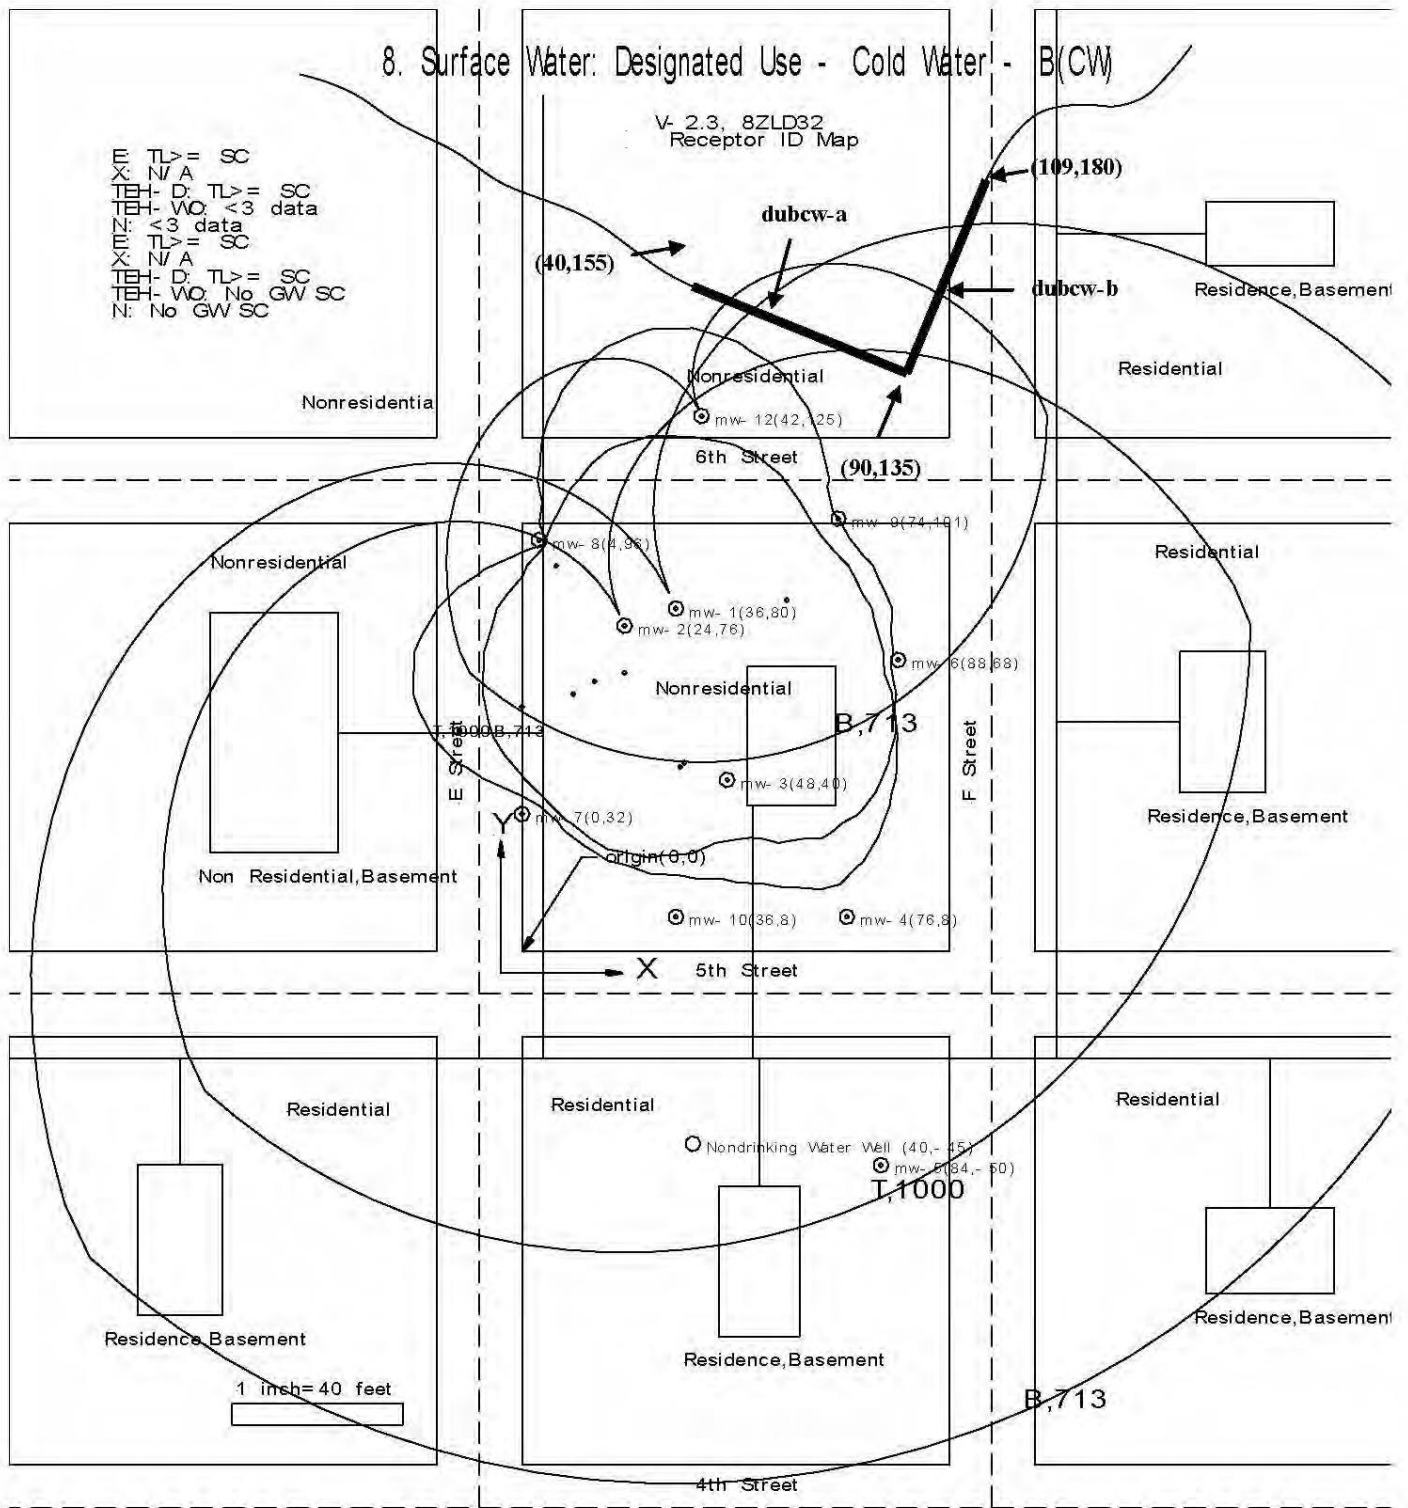 8. Surface Water: Designated Use - Cold Water - B(CW)
V- 2.3, 8ZLD32
Receptor ID Map
E: TL>= SC
X: N/A
TEH- D: TL>= SC
TEH- WO: <3 data
N: <3 data
E: TL>= SC
X: N/A
TEH- D: TL>= SC
TEH- WO: No GW SC
N: No GW SC
(109,180)
dubcw-a
(40,155)
dubcw-b
Residence,Basement
Residential
Nonresidential
Nonresidentia
mw- 12(42,125)
6th Street
(90,135)
mw- 9(74,101)
mw- 8(4,96)
Nonresidential
Residential
mw- 1(36,80)
mw- 2(24,76)
mw- 6(88,68)
Nonresidential
B,713
T,1000B,713
E Street
F Street
mw- 3(48,40)
Residence,Basement
mw- 7(0,32)
Y
origin(0,0)
Non Residential,Basement
mw- 10(36,8)
mw- 4(76,8)
X
5th Street
Residential
Residential
Residential
Nondrinking Water Well (40,- 45)
mw- 5(84,- 50)
T,1000
Residence,Basement
Residence,Basement
Residence,Basement
1 inch=40 feet
B,713
4th Street